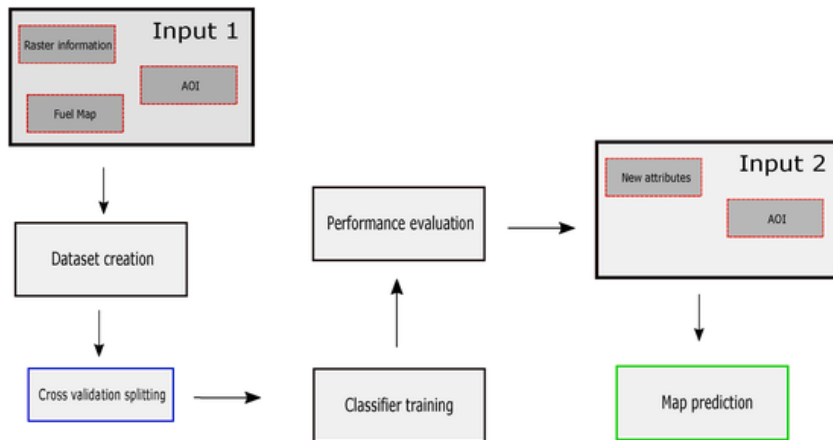 Input 1
Raster information
AOI
Fuel Map
Dataset creation
Cross validation splitting
Classifier training
Performance evaluation
Input 2
New attributes
AOI
Map prediction